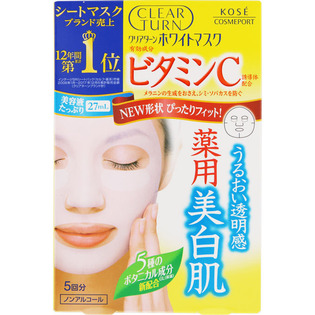 シートマスク
ブランド売上
12年間
第1位
CLEAR
TURN
KOSÉ
COSMEPORT
クリアターンホワイトマスク
有効成分
ビタミンC
誘導体
配合
メラニンの生成をおさえ、シミ・ソバカスを防ぐ
美容液
たっぷり
27mL
NEW形状 ぴったりフィット!
うるおい透明感
薬用
美白肌
5種の
ボタニカル成分
新配合
5回分
ノンアルコール